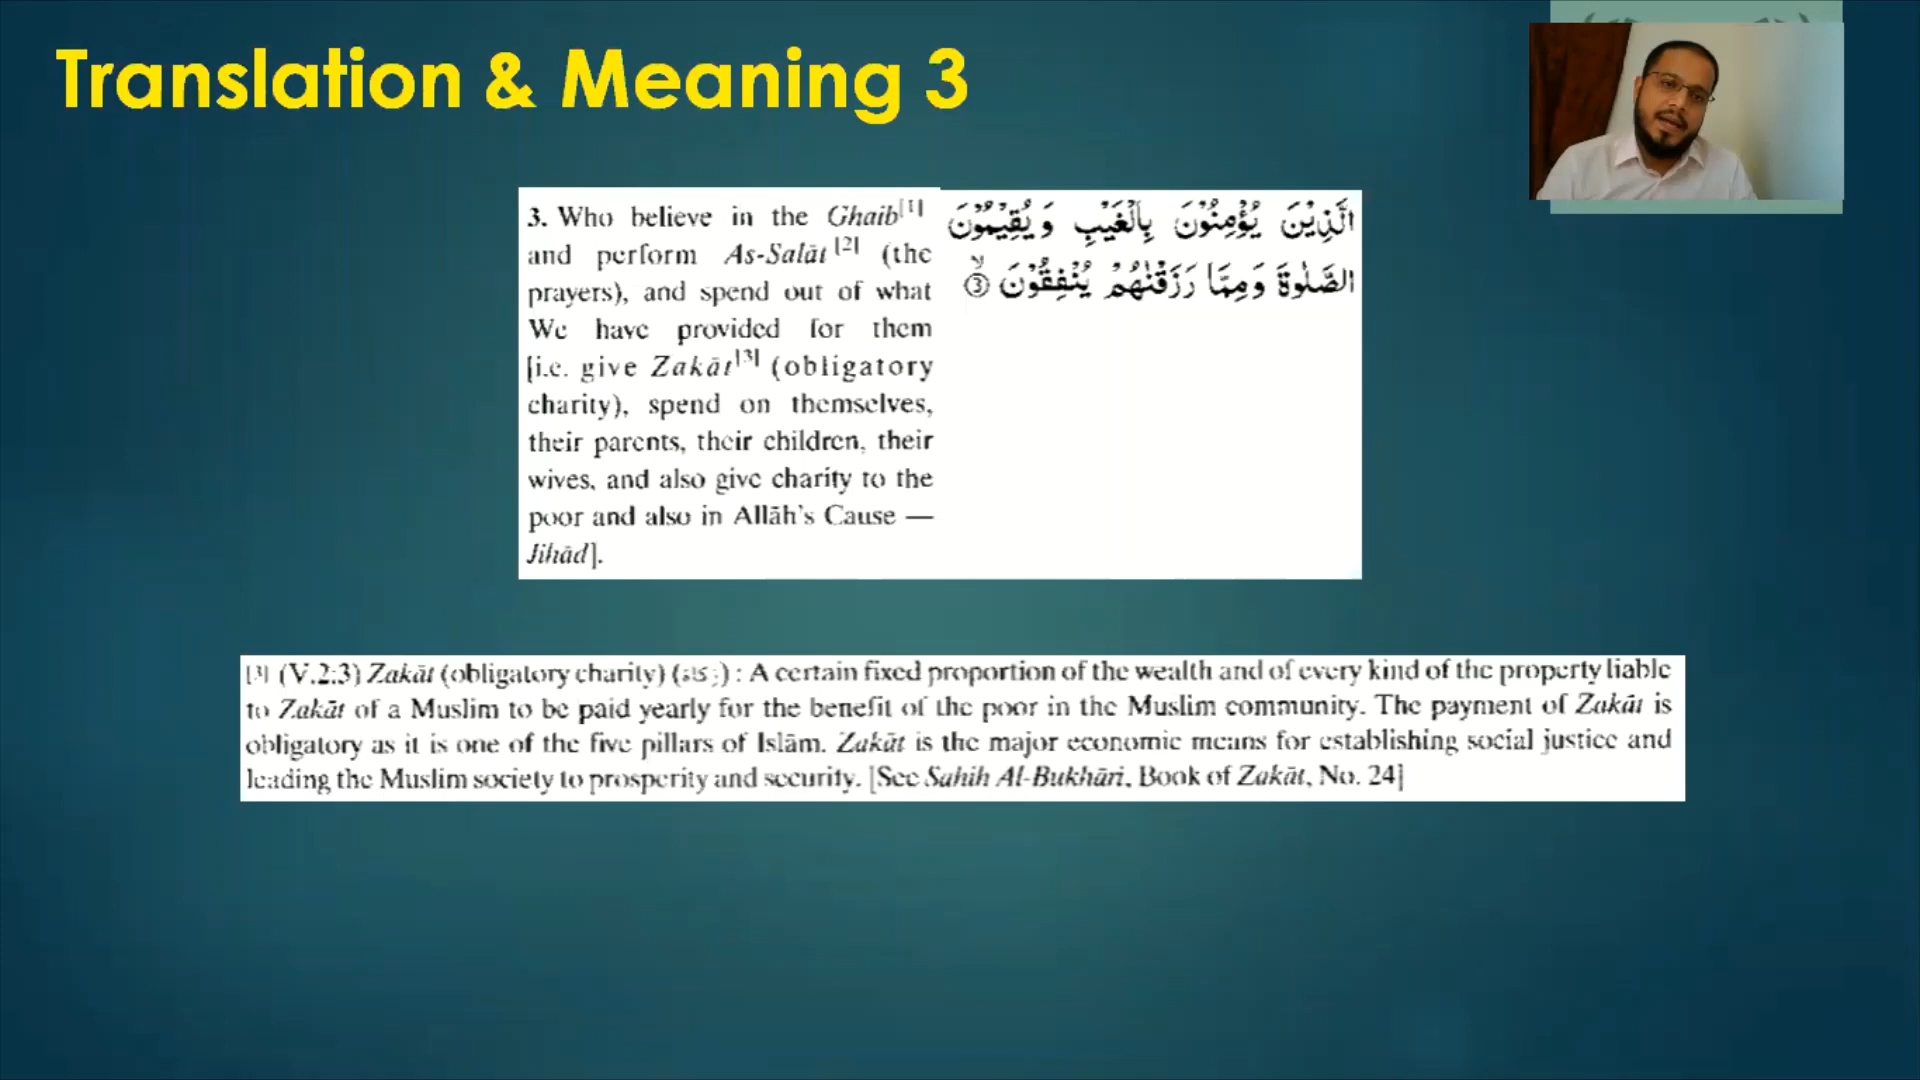 Translation & Meaning 3
3. Who believe in the Ghaib[1]
and perform As-Salāt[2] (the
prayers), and spend out of what
We have provided for them
[i.e. give Zakāt[3] (obligatory
charity), spend on themselves,
their parents, their children, their
wives, and also give charity to the
poor and also in Allāh's Cause —
Jihād].
الَّذِيْنَ يُؤْمِنُوْنَ بِالْغَيْبِ وَيُقِيْمُوْنَ
الصَّلٰوةَ وَمِمَّا رَزَقْنٰهُمْ يُنْفِقُوْنَ ۙ ③
[3] (V.2:3) Zakāt (obligatory charity) (زكاة) : A certain fixed proportion of the wealth and of every kind of the property liable
to Zakāt of a Muslim to be paid yearly for the benefit of the poor in the Muslim community. The payment of Zakāt is
obligatory as it is one of the five pillars of Islām. Zakāt is the major economic means for establishing social justice and
leading the Muslim society to prosperity and security. [See Sahih Al-Bukhāri, Book of Zakāt, No. 24]